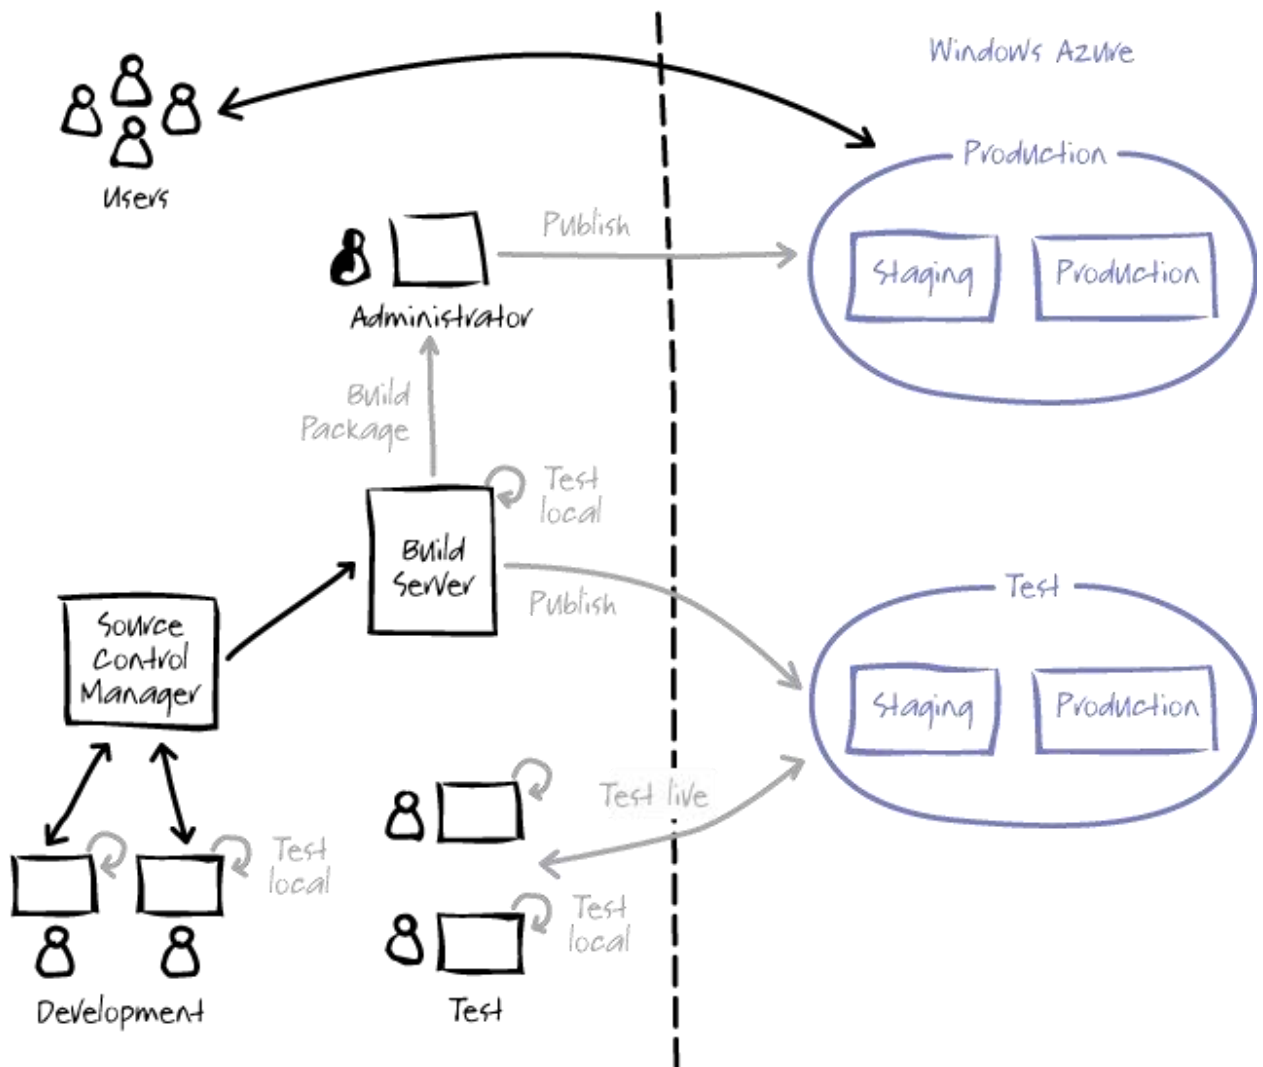 Windows Azure
Users
Production
Publish
Staging
Production
Administrator
Build
Package
Test
local
Build
Server
Publish
Test
Source
Control
Manager
Staging
Production
Test live
Test
local
Test
local
Development
Test